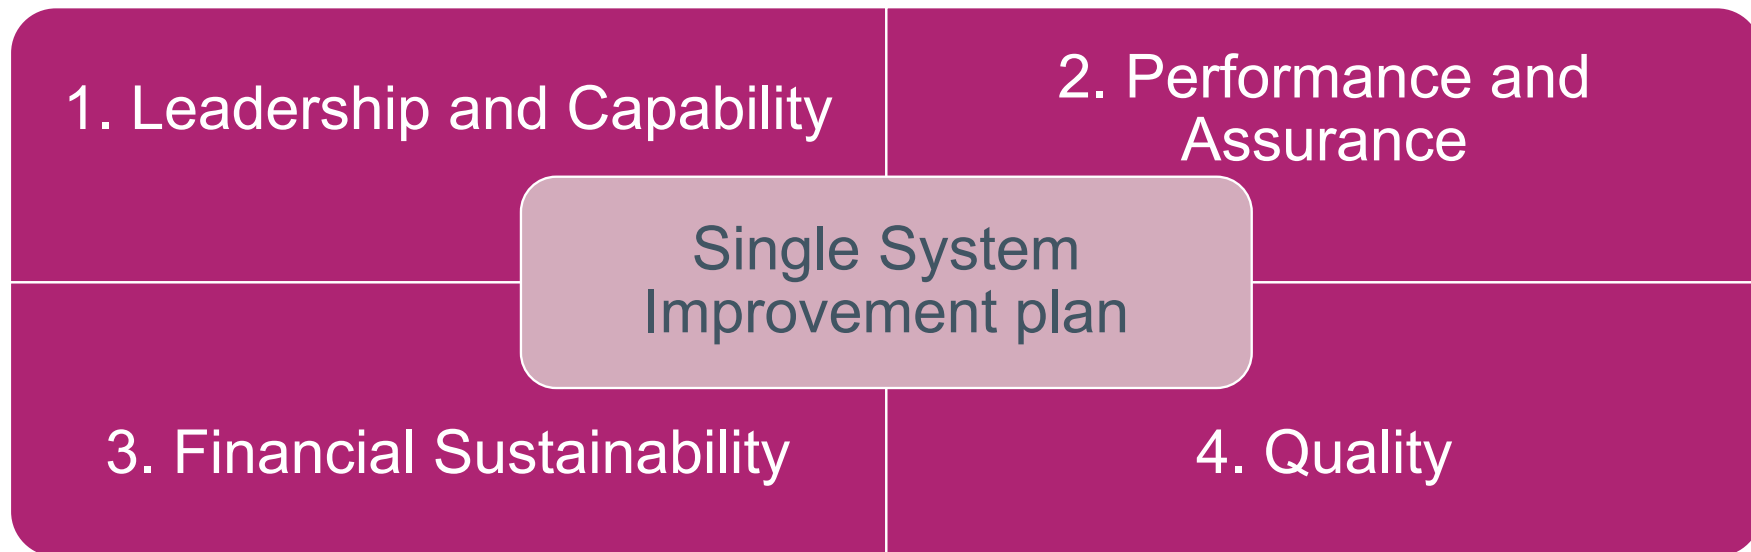 1. Leadership and Capability
2. Performance and
Assurance
Single System
Improvement plan
3. Financial Sustainability
4. Quality